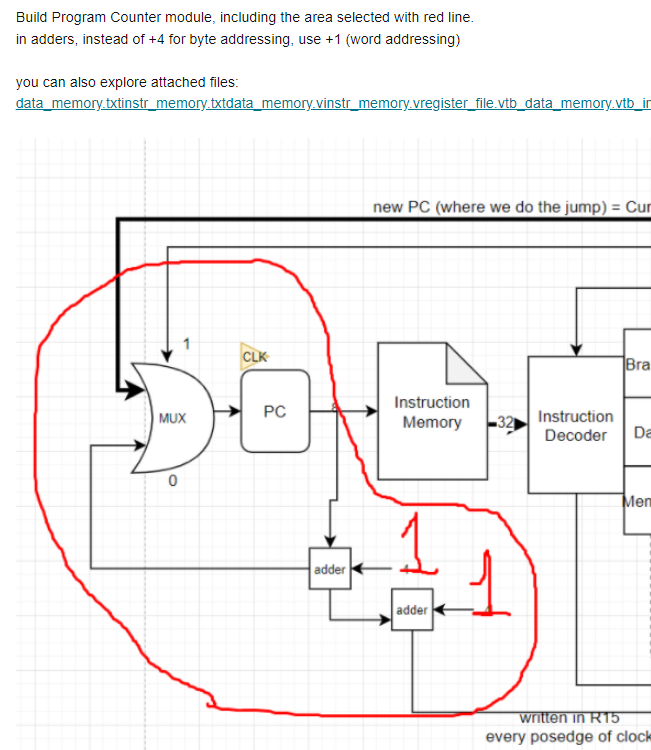 Build Program Counter module, including the area selected with red line.
in adders, instead of +4 for byte addressing, use +1 (word addressing)
you can also explore attached files:
data_memory.txtinstr_memory.txtdata_memory.vinstr_memory.vregister_file.vtb_data_memory.vtb_in
new PC (where we do the jump) = Cur
1
CLK
MUX
PC
0
Instruction
Memory
32
Instruction
Decoder
Bra
Da
Mem
adder
1
adder
1
written in R15
every posedge of clock